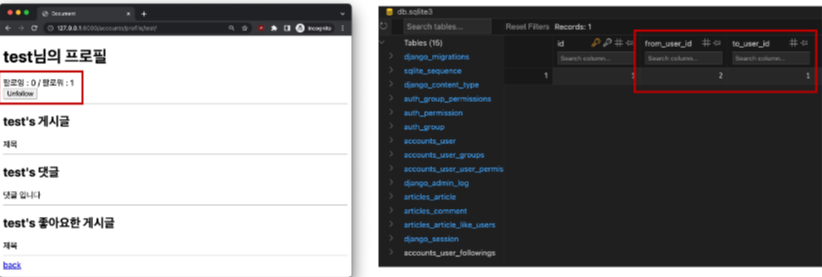 Document
127.0.0.1:8000/accounts/profile/test/
Incognito
test님의 프로필
팔로잉 : 0 / 팔로워 : 1
Unfollow
test's 게시글
제목
test's 댓글
댓글 입니다
test's 좋아요한 게시글
제목
back
db.sqlite3
Search tables...
Reset Filters
Records: 1
Tables (15)
django_migrations
sqlite_sequence
django_content_type
auth_group_permissions
auth_permission
auth_group
accounts_user
accounts_user_groups
accounts_user_user_permis
django_admin_log
articles_article
articles_comment
articles_article_like_users
django_session
accounts_user_followings
id
from_user_id
to_user_id
Search column...
Search column...
Search column...
1
1
2
1